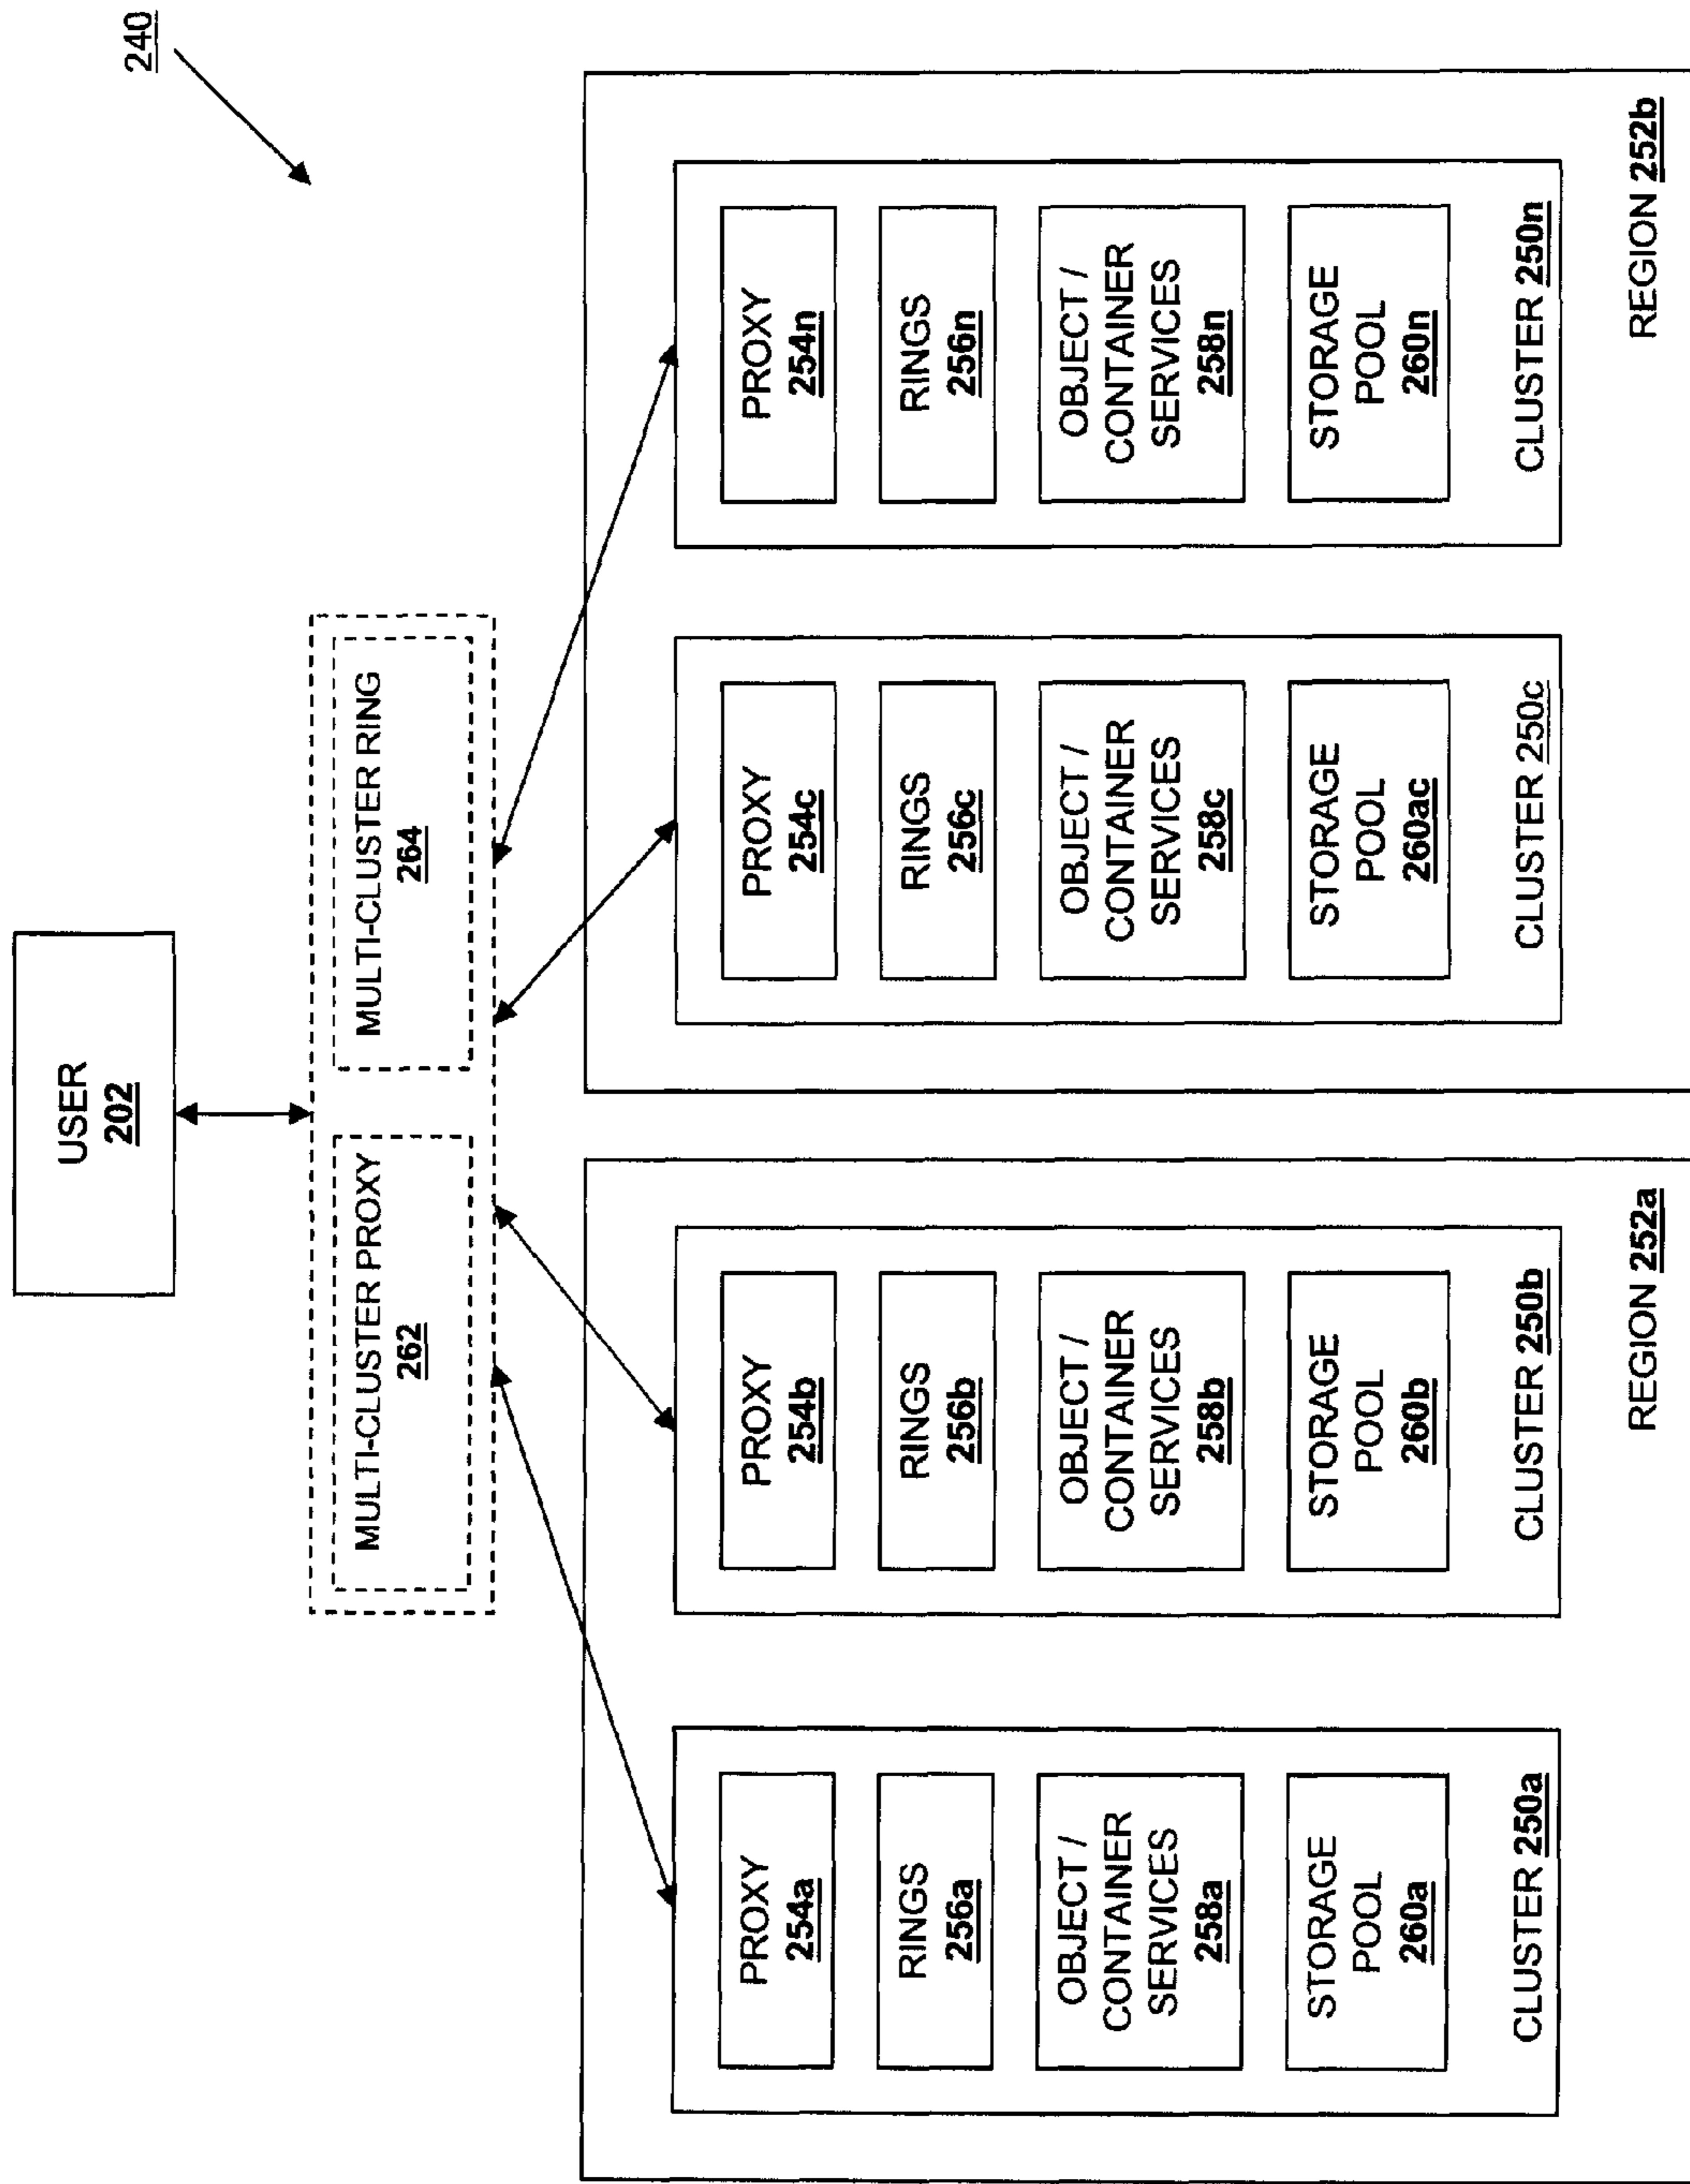 240
USER
202
MULTI-CLUSTER PROXY
262
MULTI-CLUSTER RING
264
PROXY
254a
RINGS
256a
OBJECT /
CONTAINER
SERVICES
258a
STORAGE
POOL
260a
CLUSTER 250a
PROXY
254b
RINGS
256b
OBJECT /
CONTAINER
SERVICES
258b
STORAGE
POOL
260b
CLUSTER 250b
REGION 252a
PROXY
254c
RINGS
256c
OBJECT /
CONTAINER
SERVICES
258c
STORAGE
POOL
260ac
CLUSTER 250c
PROXY
254n
RINGS
256n
OBJECT /
CONTAINER
SERVICES
258n
STORAGE
POOL
260n
CLUSTER 250n
REGION 252b